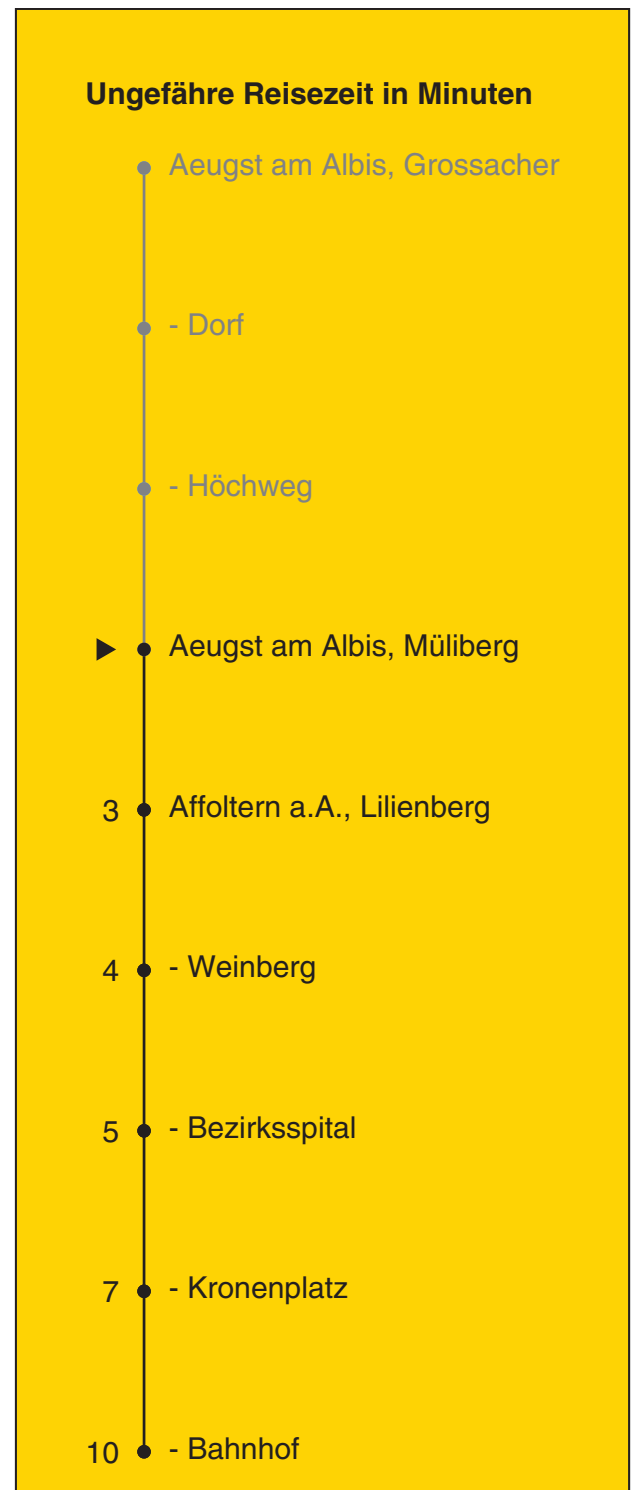 Ungefähre Reisezeit in Minuten
Aeugst am Albis, Grossacher
- Dorf
- Höchweg
Aeugst am Albis, Müliberg
3 Affoltern a.A., Lilienberg
4 - Weinberg
5 - Bezirksspital
7 - Kronenplatz
10 - Bahnhof